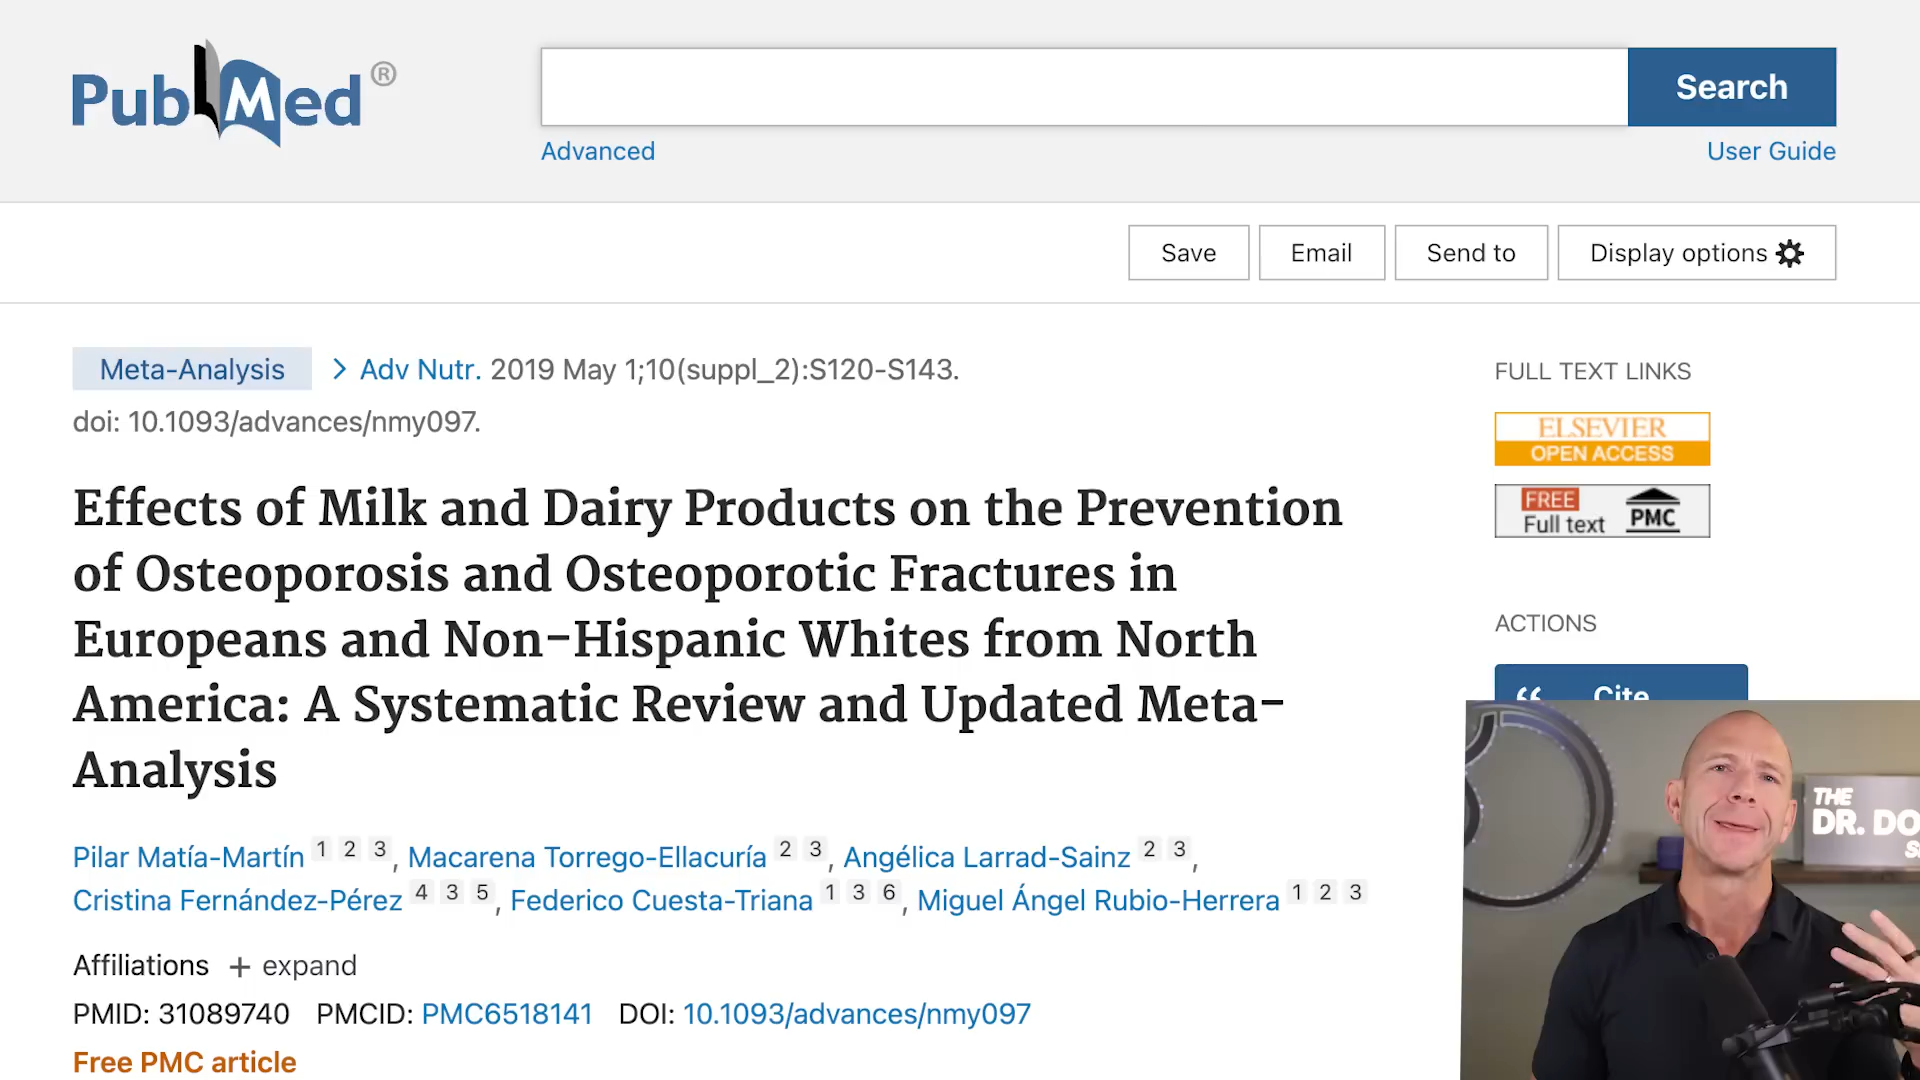 PubMed®
Search
Advanced
User Guide
Save
Email
Send to
Display options
Meta-Analysis
Adv Nutr. 2019 May 1;10(suppl_2):S120-S143.
doi: 10.1093/advances/nmy097.
Effects of Milk and Dairy Products on the Prevention
of Osteoporosis and Osteoporotic Fractures in
Europeans and Non-Hispanic Whites from North
America: A Systematic Review and Updated Meta-
Analysis
Pilar Matía-Martín 1 2 3, Macarena Torrego-Ellacuría 2 3, Angélica Larrad-Sainz 2 3,
Cristina Fernández-Pérez 4 3 5, Federico Cuesta-Triana 1 3 6, Miguel Ángel Rubio-Herrera 1 2 3
Affiliations + expand
PMID: 31089740 PMCID: PMC6518141 DOI: 10.1093/advances/nmy097
Free PMC article
FULL TEXT LINKS
ELSEVIER
OPEN ACCESS
FREE
Full text PMC
ACTIONS
Cite
THE
DR. DO
S